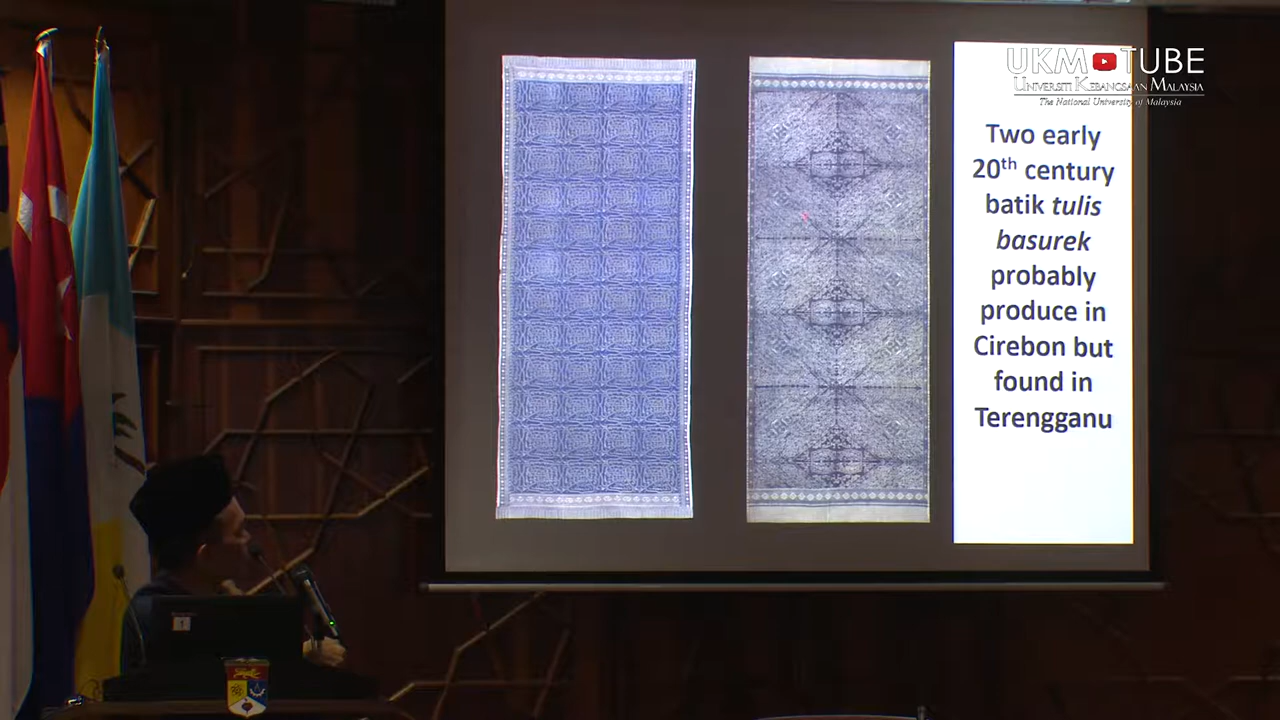 UKM TUBE
UNIVERSITI KEBANGSAAN MALAYSIA
The National University of Malaysia
Two early
20th century
batik tulis
basurek
probably
produce in
Cirebon but
found in
Terengganu
1